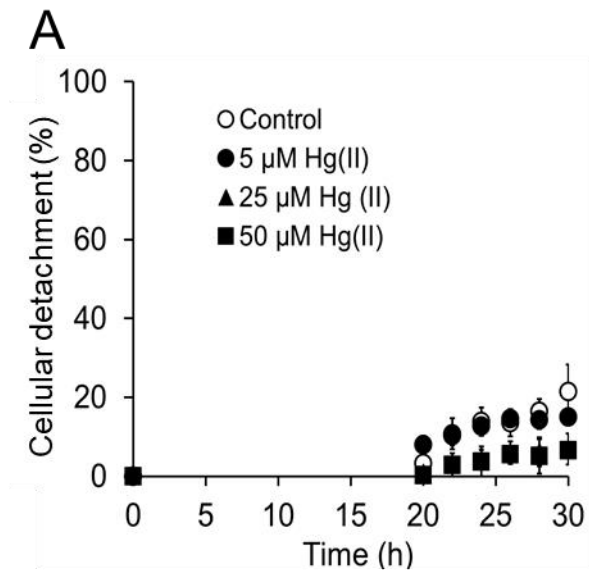 A
100
80
60
40
20
0
Cellular detachment (%)
Control
5 µM Hg(II)
25 µM Hg (II)
50 µM Hg(II)
0 5 10 15 20 25 30
Time (h)